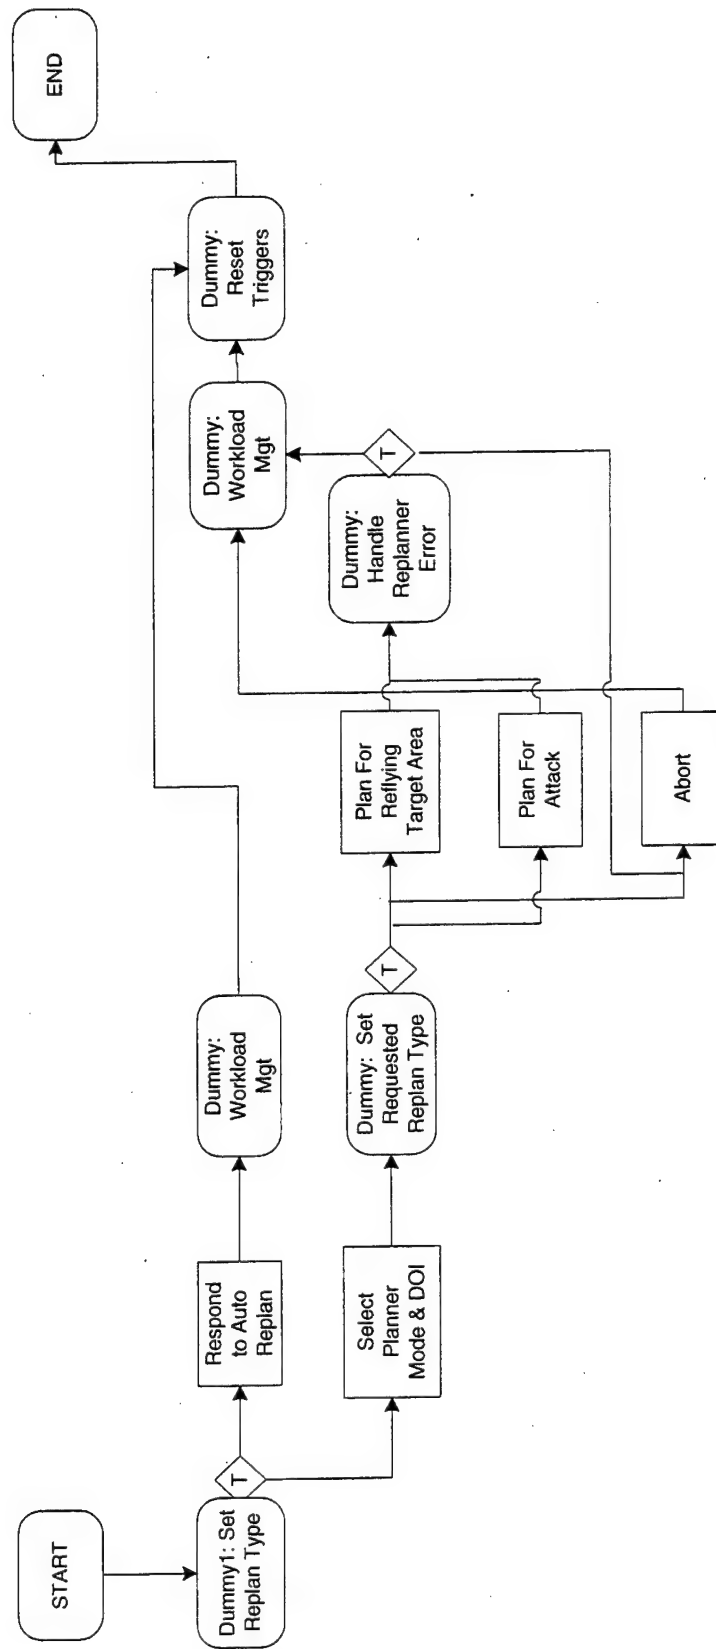 START
Dummy1: Set
Replan Type
T
Respond
to Auto
Replan
Dummy:
Workload
Mgt
Select
Planner
Mode & DOI
Dummy: Set
Requested
Replan Type
T
Plan For
Reflying
Target Area
Plan For
Attack
Abort
Dummy:
Handle
Replanner
Error
T
Dummy:
Workload
Mgt
Dummy:
Reset
Triggers
END